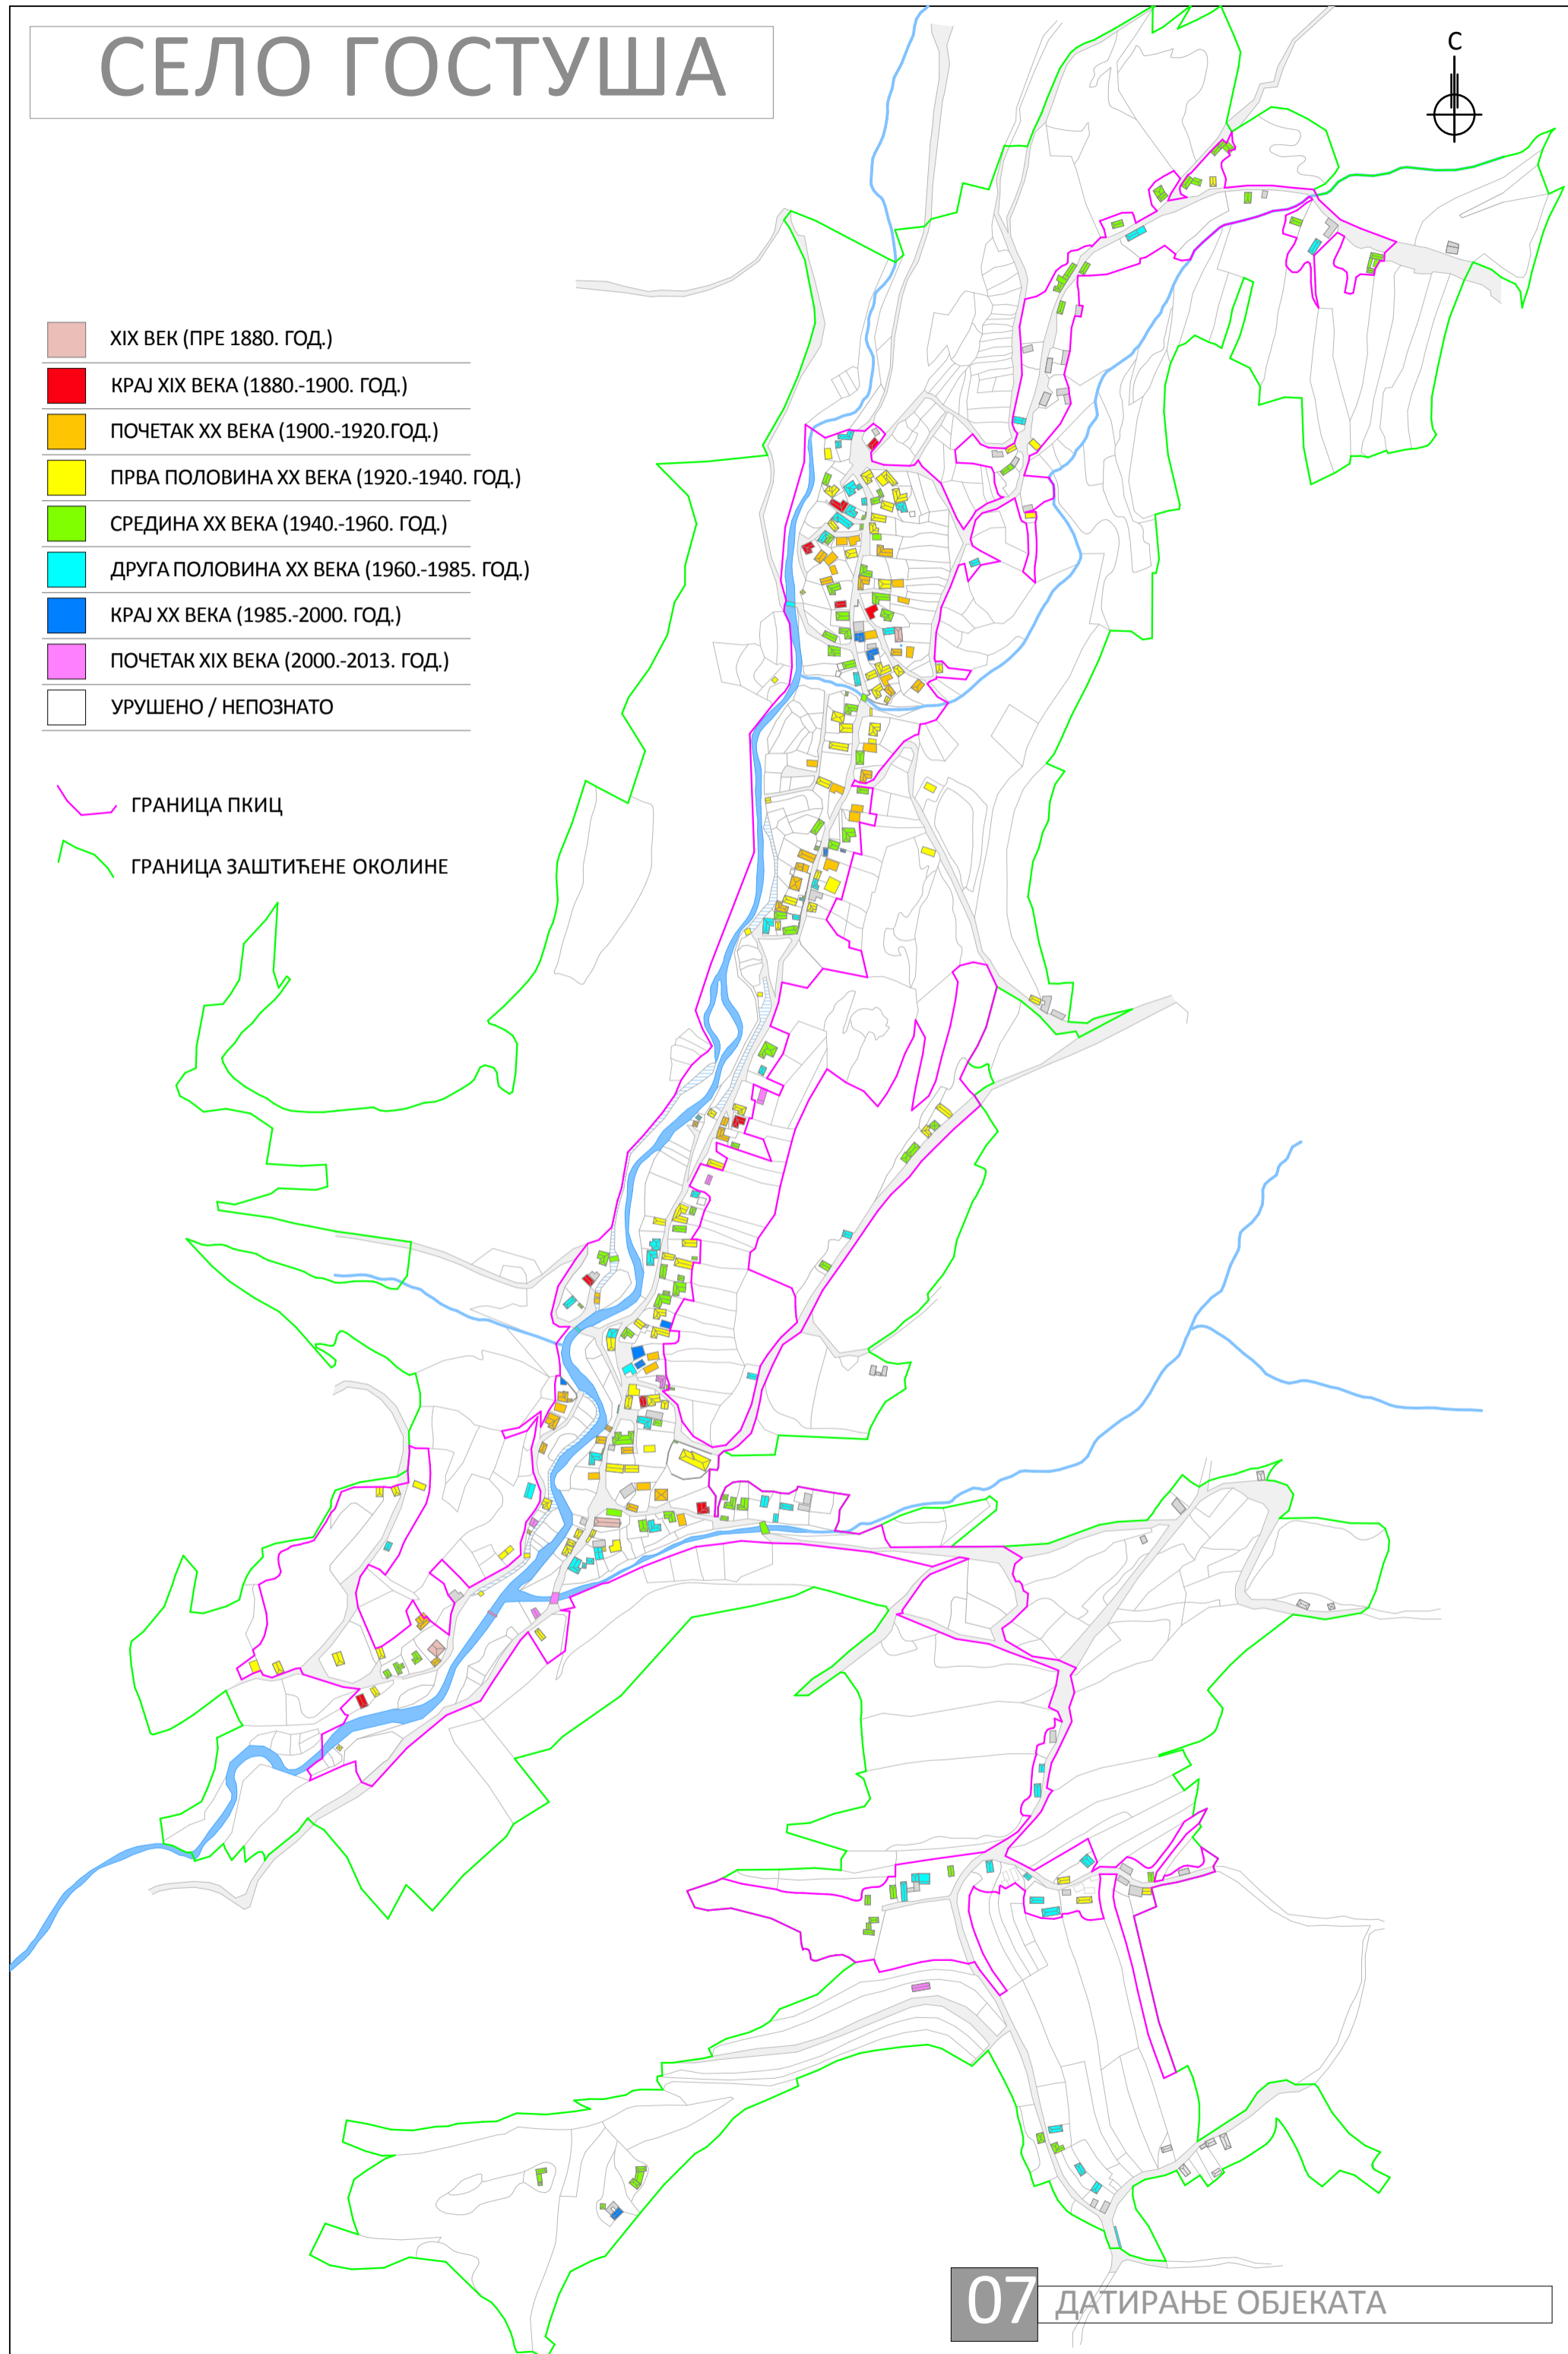 СЕЛО ГОСТУША
С
XIX ВЕК (ПРЕ 1880. ГОД.)
КРАЈ XIX ВЕКА (1880.-1900. ГОД.)
ПОЧЕТАК XX ВЕКА (1900.-1920.ГОД.)
ПРВА ПОЛОВИНА XX ВЕКА (1920.-1940. ГОД.)
СРЕДИНА XX ВЕКА (1940.-1960. ГОД.)
ДРУГА ПОЛОВИНА XX ВЕКА (1960.-1985. ГОД.)
КРАЈ XX ВЕКА (1985.-2000. ГОД.)
ПОЧЕТАК XIX ВЕКА (2000.-2013. ГОД.)
УРУШЕНО / НЕПОЗНАТО
ГРАНИЦА ПКИЦ
ГРАНИЦА ЗАШТИЋЕНЕ ОКОЛИНЕ
07 ДАТИРАЊЕ ОБЈЕКАТА